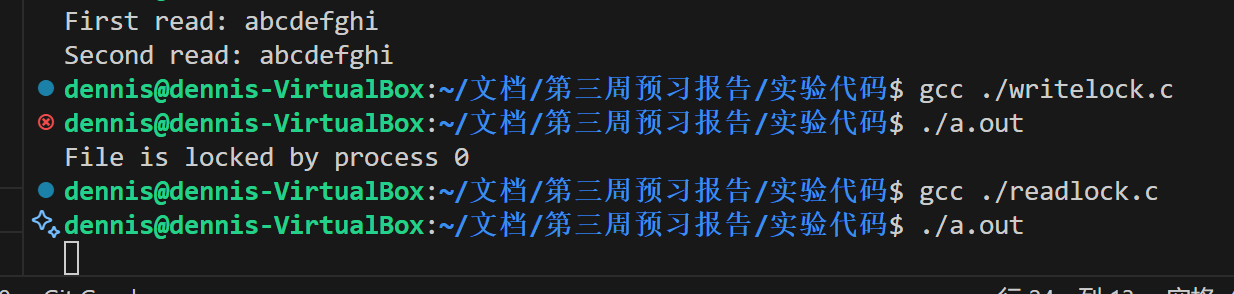 First read: abcdefghi
Second read: abcdefghi
dennis@dennis-VirtualBox:~/文档/第三周预习报告/实验代码$ gcc ./writelock.c
dennis@dennis-VirtualBox:~/文档/第三周预习报告/实验代码$ ./a.out
File is locked by process 0
dennis@dennis-VirtualBox:~/文档/第三周预习报告/实验代码$ gcc ./readlock.c
dennis@dennis-VirtualBox:~/文档/第三周预习报告/实验代码$ ./a.out